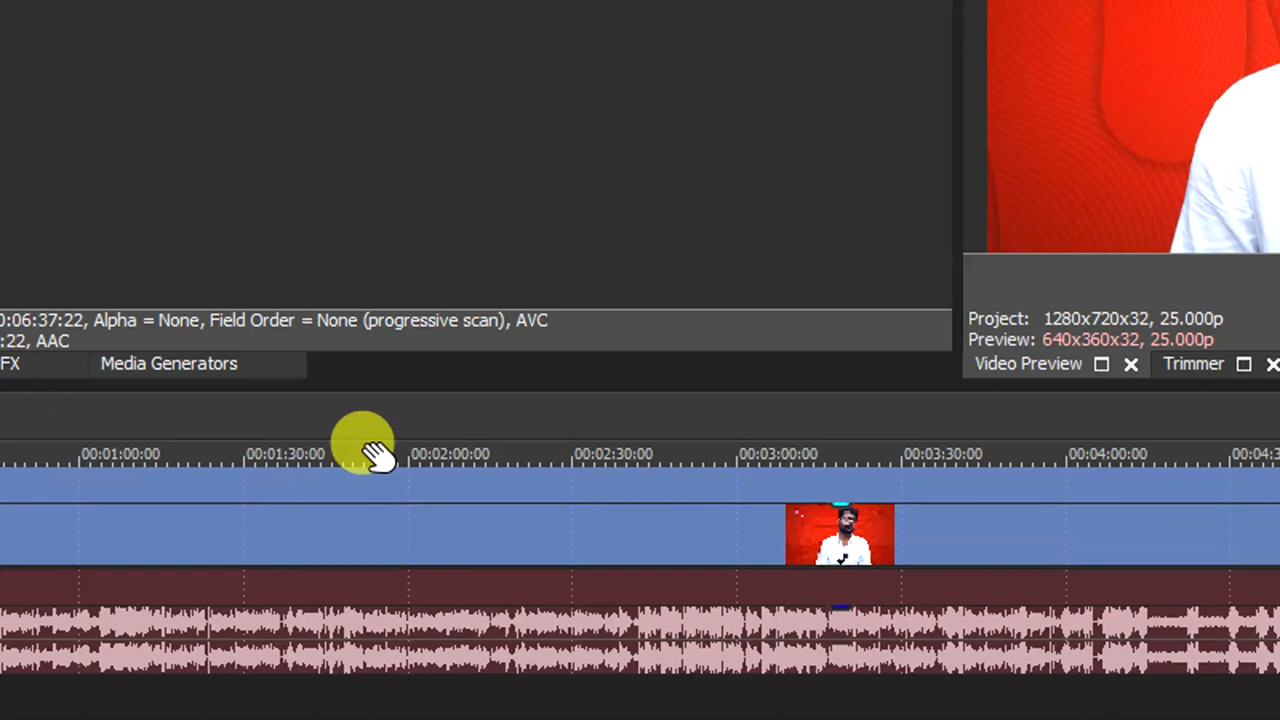 0:06:37:22, Alpha = None, Field Order = None (progressive scan), AVC
:22, AAC
FX Media Generators
Project: 1280x720x32, 25.000p
Preview: 640x360x32, 25.000p
Video Preview Trimmer
00:01:00:00 00:01:30:00 00:02:00:00 00:02:30:00 00:03:00:00 00:03:30:00 00:04:00:00 00:04:3